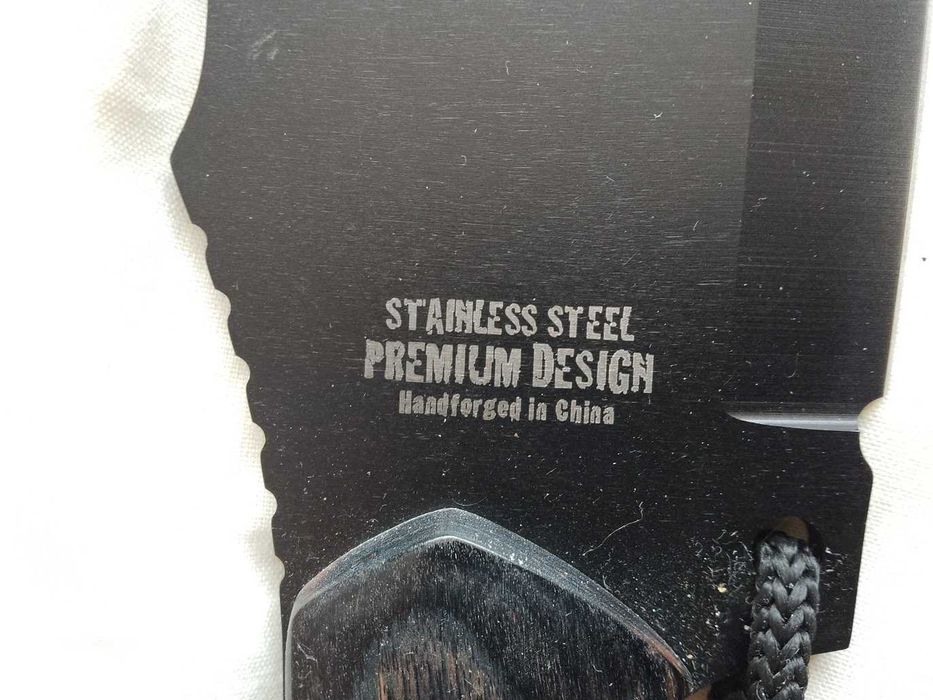 STAINLESS STEEL
PREMIUM DESIGN
Handforged in China